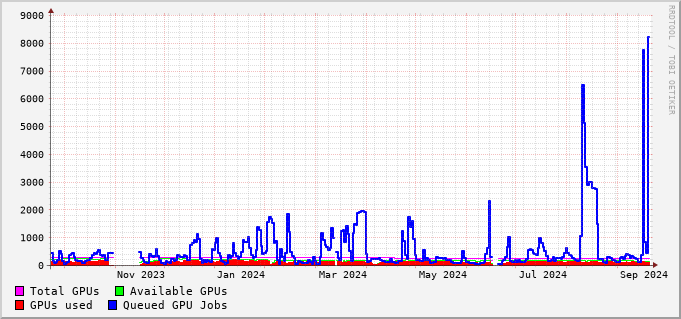 9000
8000
7000
6000
5000
4000
3000
2000
1000
0
Nov 2023 Jan 2024 Mar 2024 May 2024 Jul 2024 Sep 2024
Total GPUs Available GPUs
GPUs used Queued GPU Jobs
RRDTOOL / TOBI OETIKER